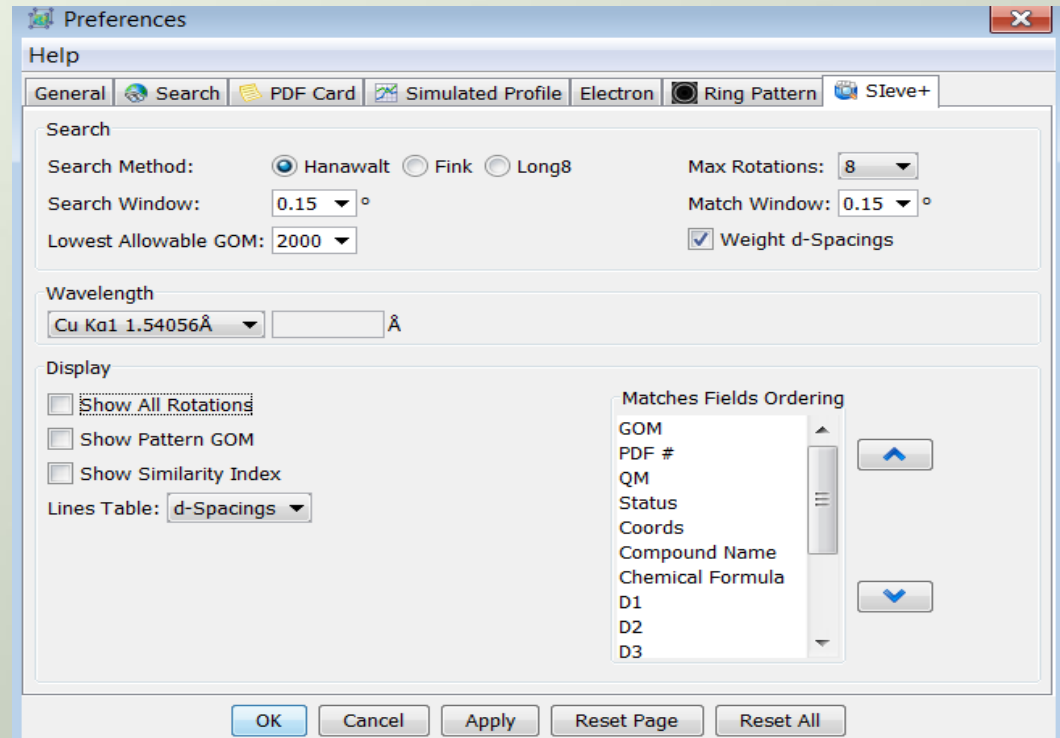 Preferences
Help
General Search PDF Card Simulated Profile Electron Ring Pattern SIeve+
Search
Search Method: Hanawalt Fink Long8 Max Rotations: 8
Search Window: 0.15 ° Match Window: 0.15 °
Lowest Allowable GOM: 2000 Weight d-Spacings
Wavelength
Cu Kα1 1.54056Å Å
Display
Show All Rotations
Show Pattern GOM
Show Similarity Index
Lines Table: d-Spacings
Matches Fields Ordering
GOM
PDF #
QM
Status
Coords
Compound Name
Chemical Formula
D1
D2
D3
OK Cancel Apply Reset Page Reset All